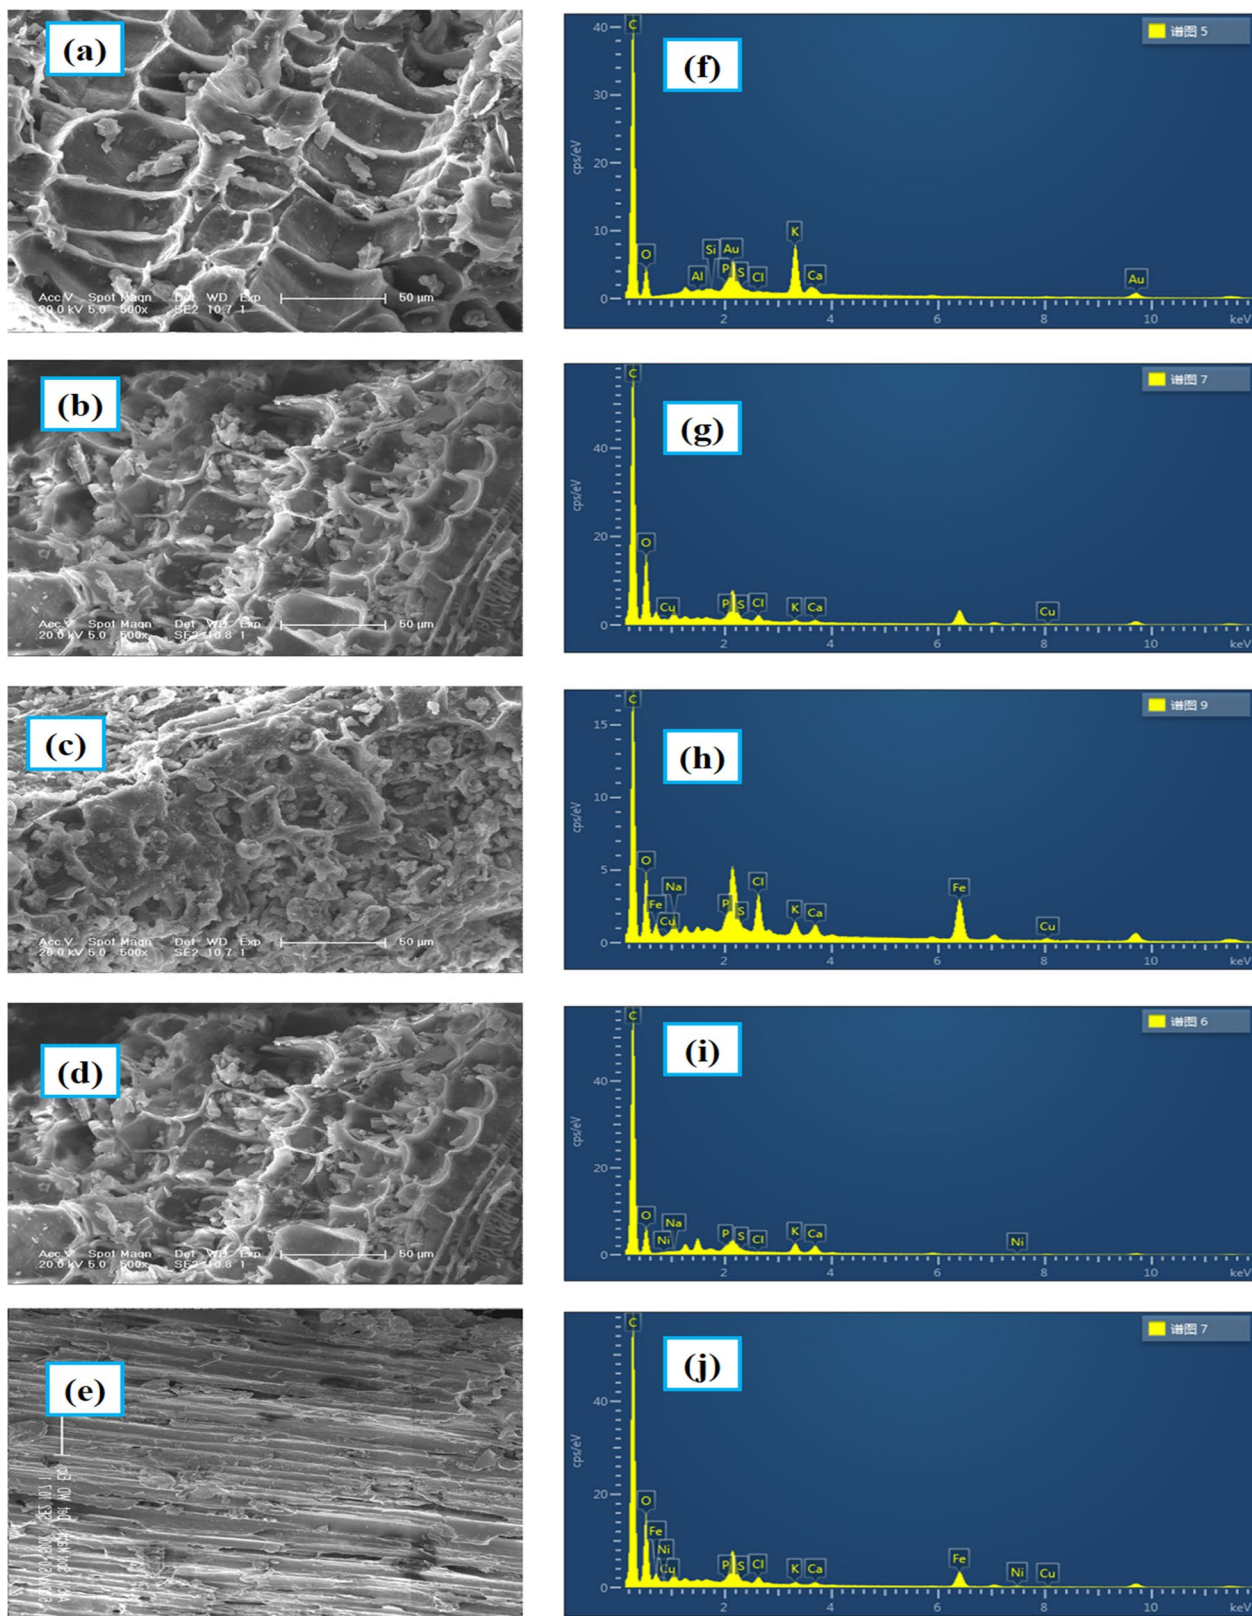 (a)
Acc.V Spot Magn Det WD Exp 50 µm
20.0 kV 5.0 500x SE2 10.7 1
(f)
谱图 5
cps/eV
40
30
20
10
0
C
O
Al
Si
Au
P
S
Cl
K
Ca
Au
2
4
6
8
10
keV
(b)
Acc.V Spot Magn Det WD Exp 50 µm
20.0 kV 5.0 500x SE2 10.8 1
(g)
谱图 7
cps/eV
40
20
0
C
O
Cu
P
S
Cl
K
Ca
Cu
2
4
6
8
10
keV
(c)
Acc.V Spot Magn Det WD Exp 50 µm
20.0 kV 5.0 500x SE2 10.7 1
(h)
谱图 9
cps/eV
15
10
5
0
C
O
Fe
Na
Cu
P
S
Cl
K
Ca
Fe
Cu
2
4
6
8
10
keV
(d)
Acc.V Spot Magn Det WD Exp 50 µm
20.0 kV 5.0 500x SE2 10.8 1
(i)
谱图 6
cps/eV
40
20
0
C
O
Ni
Na
P
S
Cl
K
Ca
Ni
2
4
6
8
10
keV
(e)
(j)
谱图 7
cps/eV
40
20
0
C
O
Fe
Ni
Cu
P
S
Cl
K
Ca
Fe
Ni
Cu
2
4
6
8
10
keV